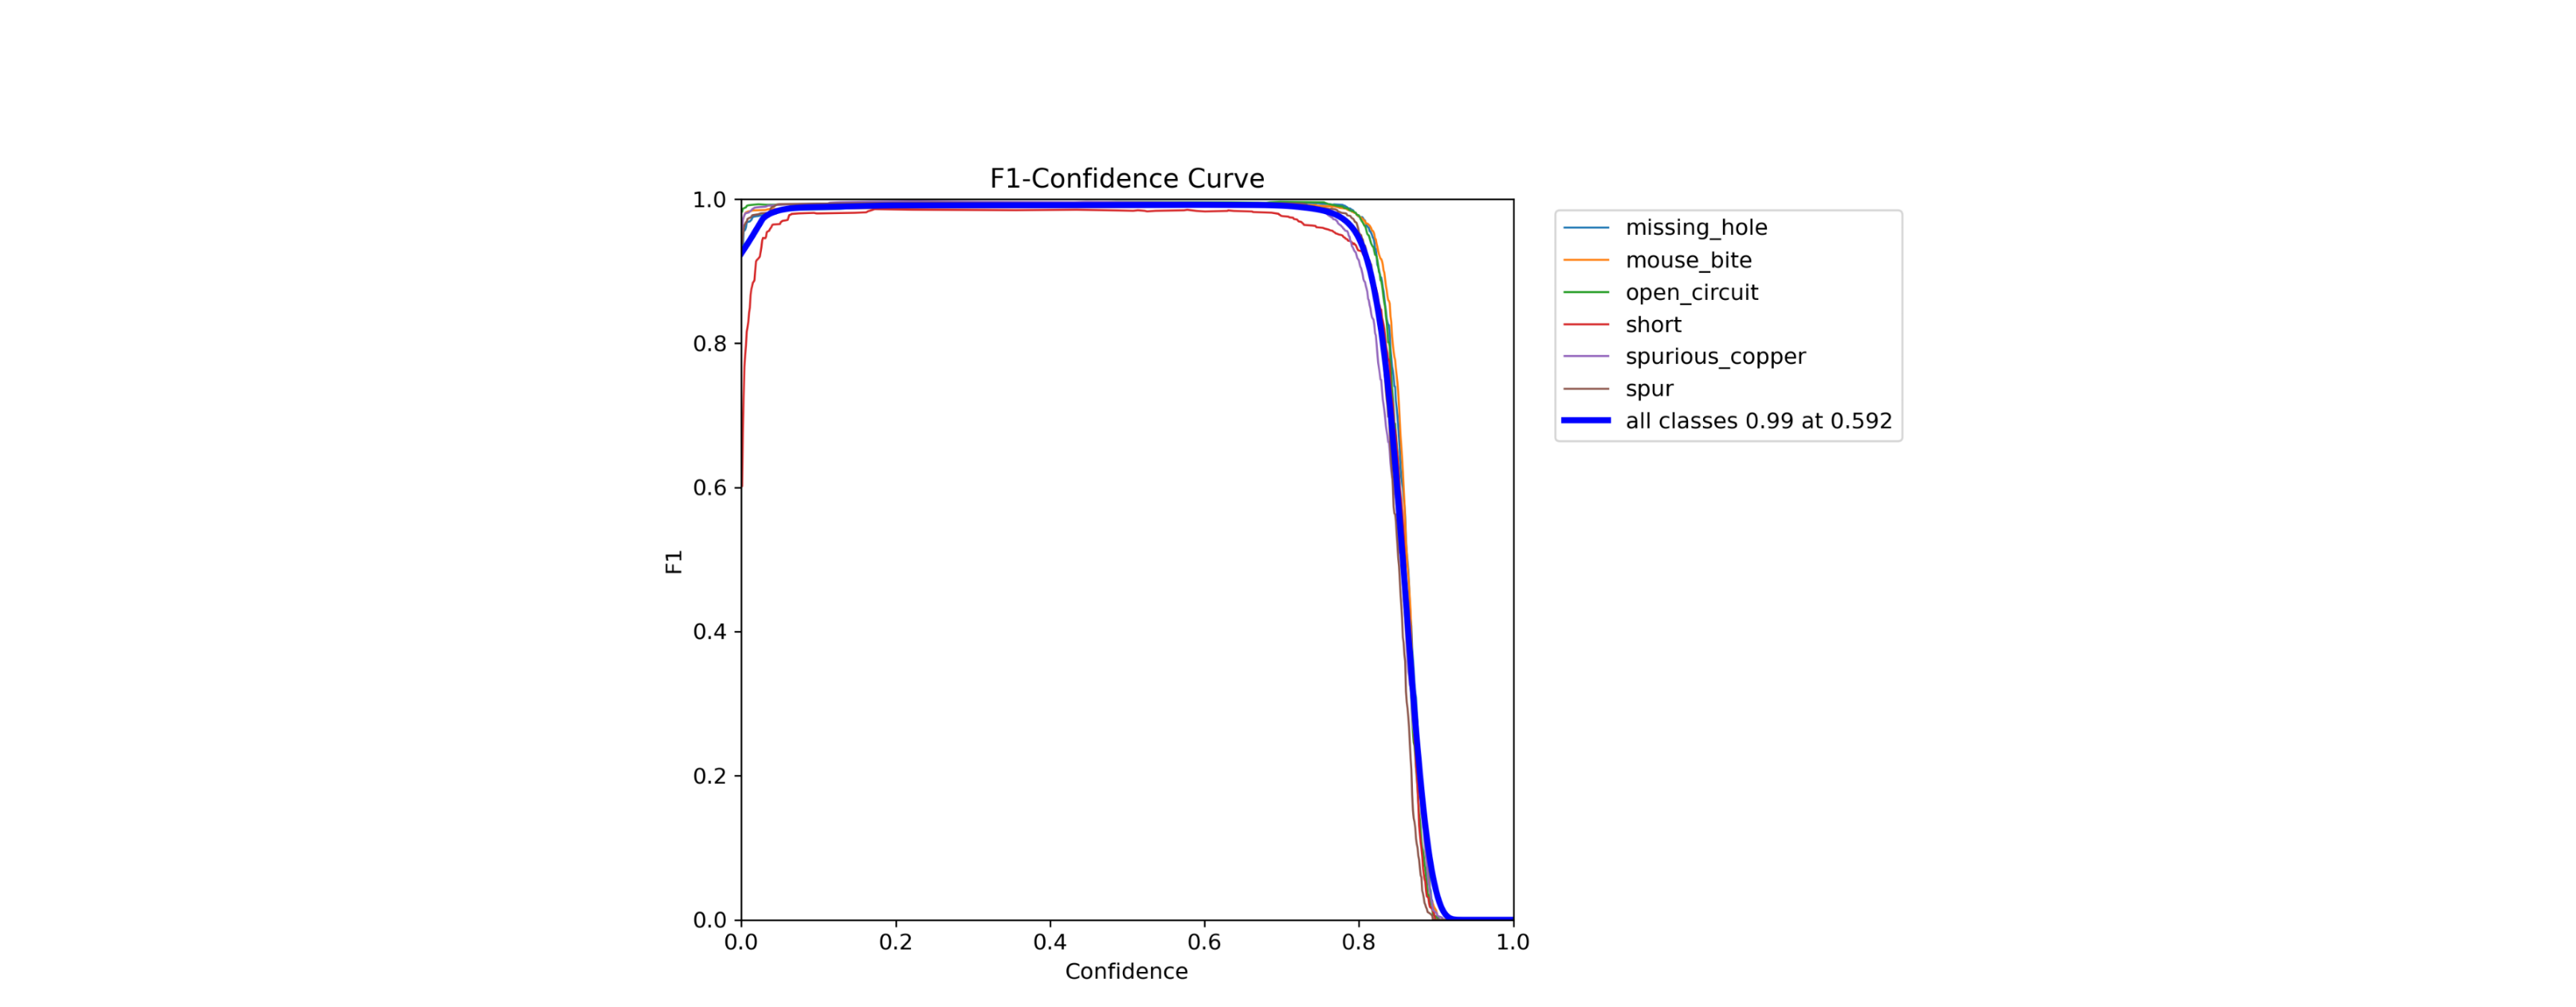 F1-Confidence Curve
1.0
0.8
0.6
0.4
0.2
0.0
F1
0.0 0.2 0.4 0.6 0.8 1.0
Confidence
missing_hole
mouse_bite
open_circuit
short
spurious_copper
spur
all classes 0.99 at 0.592